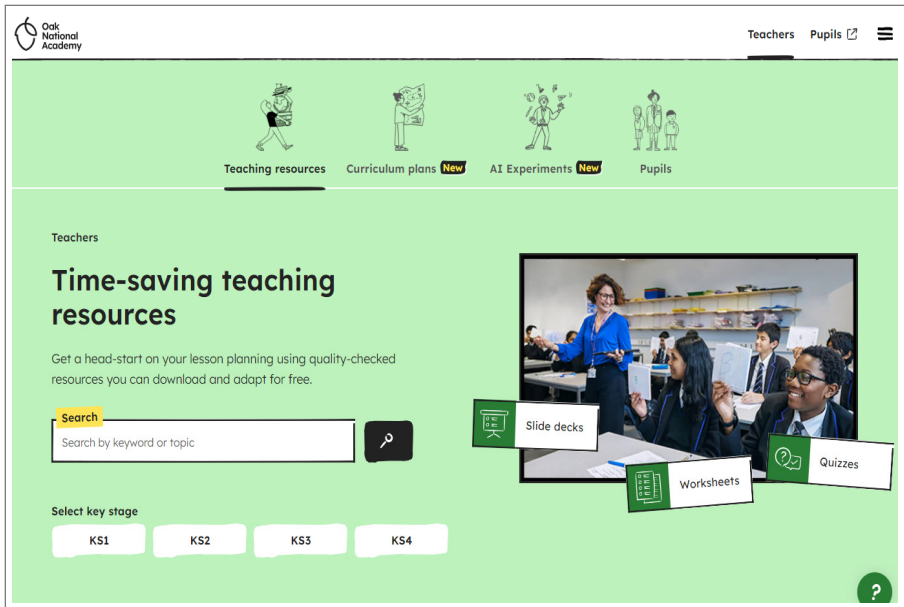 Oak
National
Academy
Teachers Pupils
Teaching resources Curriculum plans New AI Experiments New Pupils
Teachers
Time-saving teaching
resources
Get a head-start on your lesson planning using quality-checked
resources you can download and adapt for free.
Search
Search by keyword or topic
Select key stage
KS1 KS2 KS3 KS4
Slide decks
Worksheets
Quizzes
?